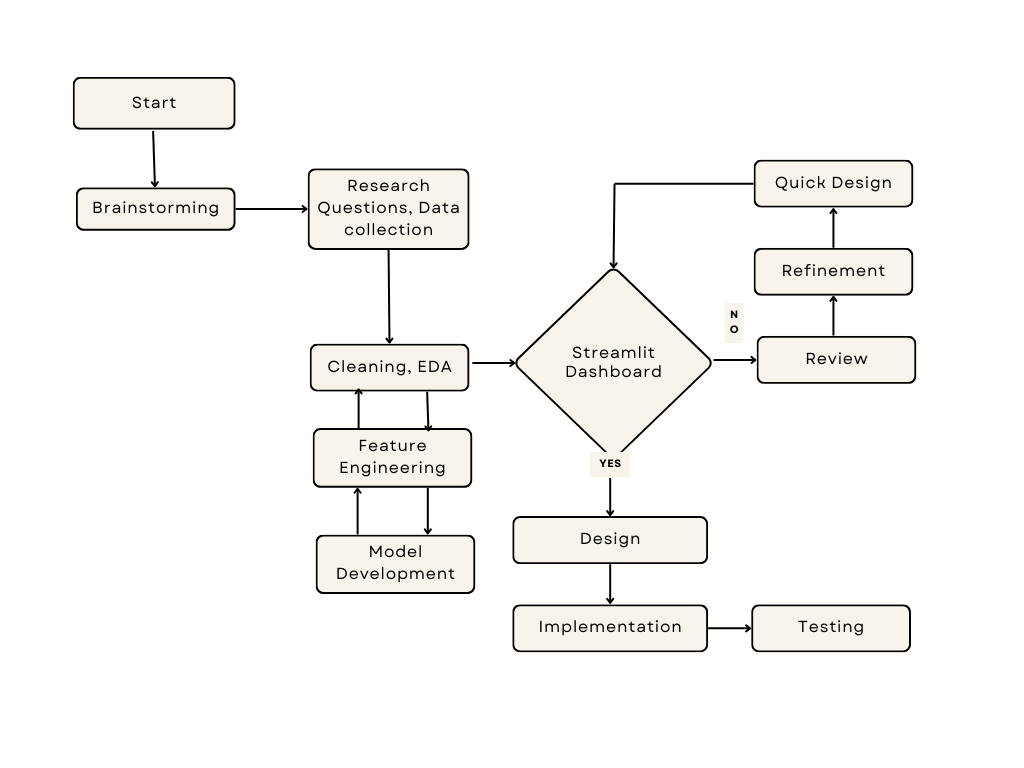 Start
Brainstorming
Research
Questions, Data
collection
Cleaning, EDA
Feature
Engineering
Model
Development
Streamlit
Dashboard
N
O
Quick Design
Refinement
Review
YES
Design
Implementation
Testing